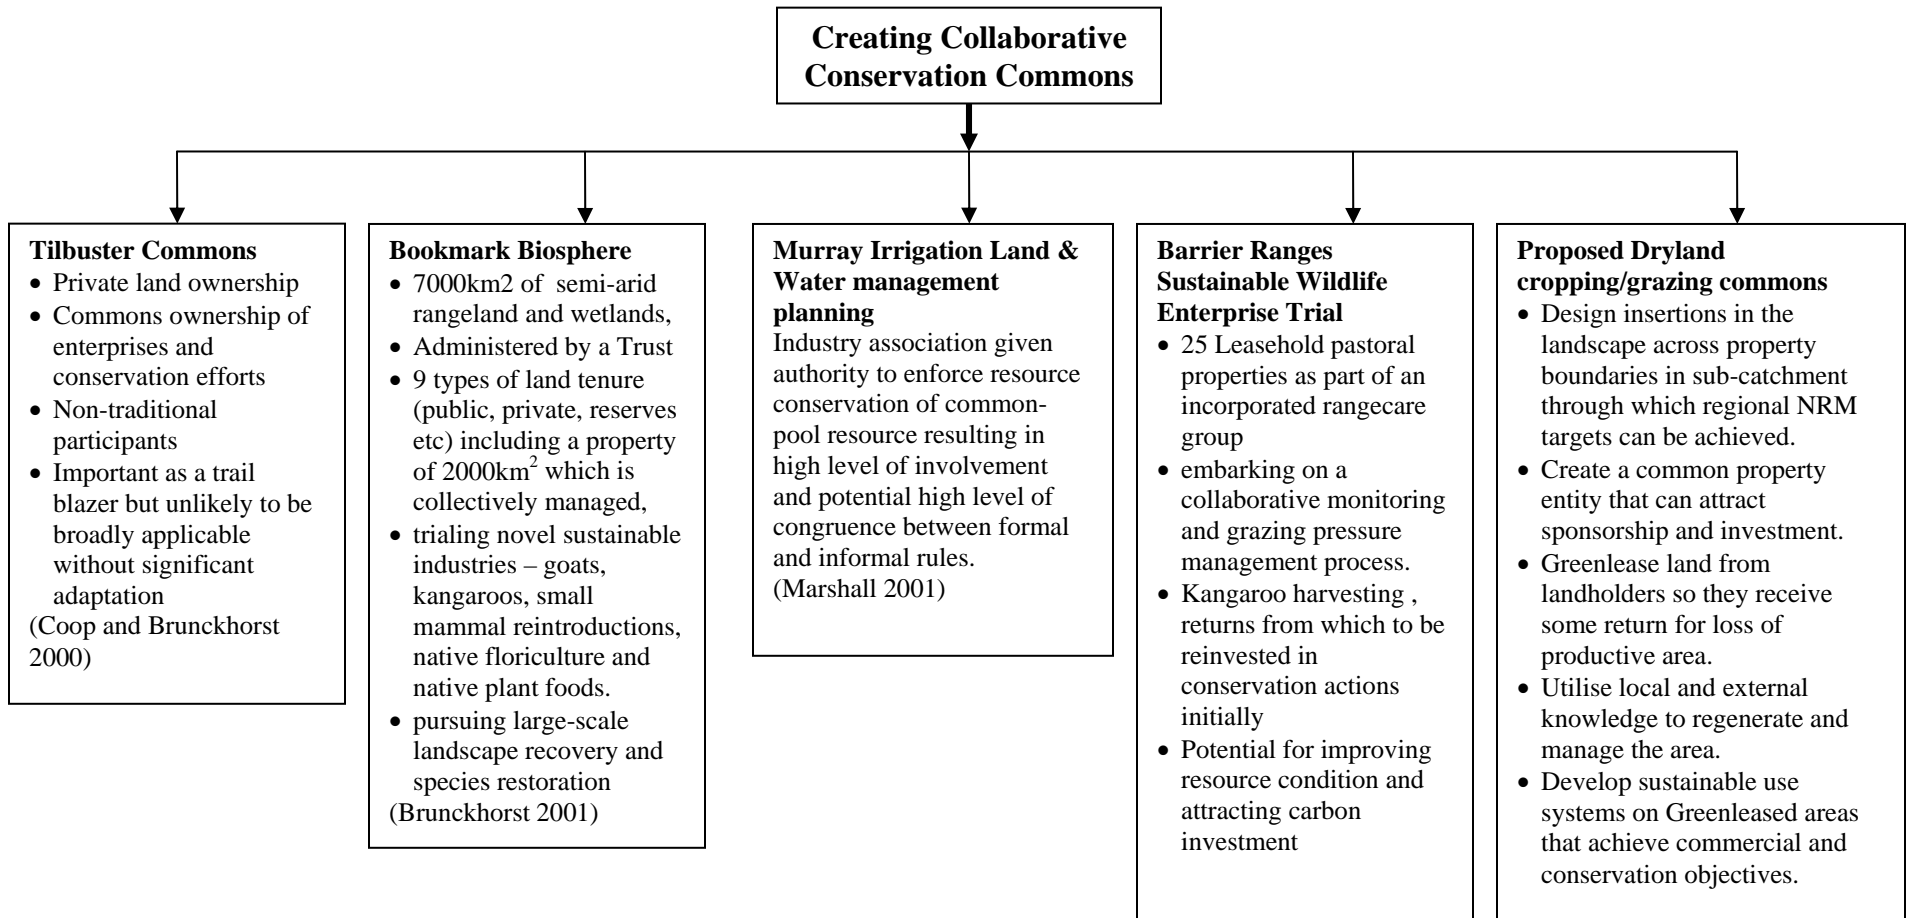 Creating Collaborative
Conservation Commons
Tilbuster Commons
• Private land ownership
• Commons ownership of
enterprises and
conservation efforts
• Non-traditional
participants
• Important as a trail
blazer but unlikely to be
broadly applicable
without significant
adaptation
(Coop and Brunckhorst
2000)
Bookmark Biosphere
• 7000km2 of  semi-arid
rangeland and wetlands,
• Administered by a Trust
• 9 types of land tenure
(public, private, reserves
etc) including a property
of 2000km² which is
collectively managed,
• trialing novel sustainable
industries – goats,
kangaroos, small
mammal reintroductions,
native floriculture and
native plant foods.
• pursuing large-scale
landscape recovery and
species restoration
(Brunckhorst 2001)
Murray Irrigation Land &
Water management
planning
Industry association given
authority to enforce resource
conservation of common-
pool resource resulting in
high level of involvement
and potential high level of
congruence between formal
and informal rules.
(Marshall 2001)
Barrier Ranges
Sustainable Wildlife
Enterprise Trial
• 25 Leasehold pastoral
properties as part of an
incorporated rangecare
group
• embarking on a
collaborative monitoring
and grazing pressure
management process.
• Kangaroo harvesting ,
returns from which to be
reinvested in
conservation actions
initially
• Potential for improving
resource condition and
attracting carbon
investment
Proposed Dryland
cropping/grazing commons
• Design insertions in the
landscape across property
boundaries in sub-catchment
through which regional NRM
targets can be achieved.
• Create a common property
entity that can attract
sponsorship and investment.
• Greenlease land from
landholders so they receive
some return for loss of
productive area.
• Utilise local and external
knowledge to regenerate and
manage the area.
• Develop sustainable use
systems on Greenleased areas
that achieve commercial and
conservation objectives.